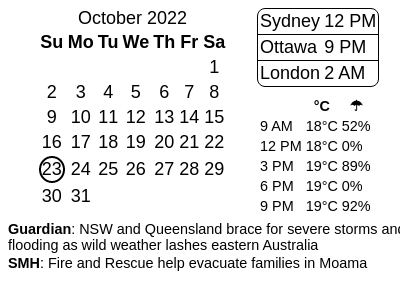 October 2022
Su Mo Tu We Th Fr Sa
1
2 3 4 5 6 7 8
9 10 11 12 13 14 15
16 17 18 19 20 21 22
23 24 25 26 27 28 29
30 31
Sydney 12 PM
Ottawa 9 PM
London 2 AM
°C ☂
9 AM 18°C 52%
12 PM 18°C 0%
3 PM 19°C 89%
6 PM 19°C 0%
9 PM 19°C 92%
Guardian: NSW and Queensland brace for severe storms and
flooding as wild weather lashes eastern Australia
SMH: Fire and Rescue help evacuate families in Moama